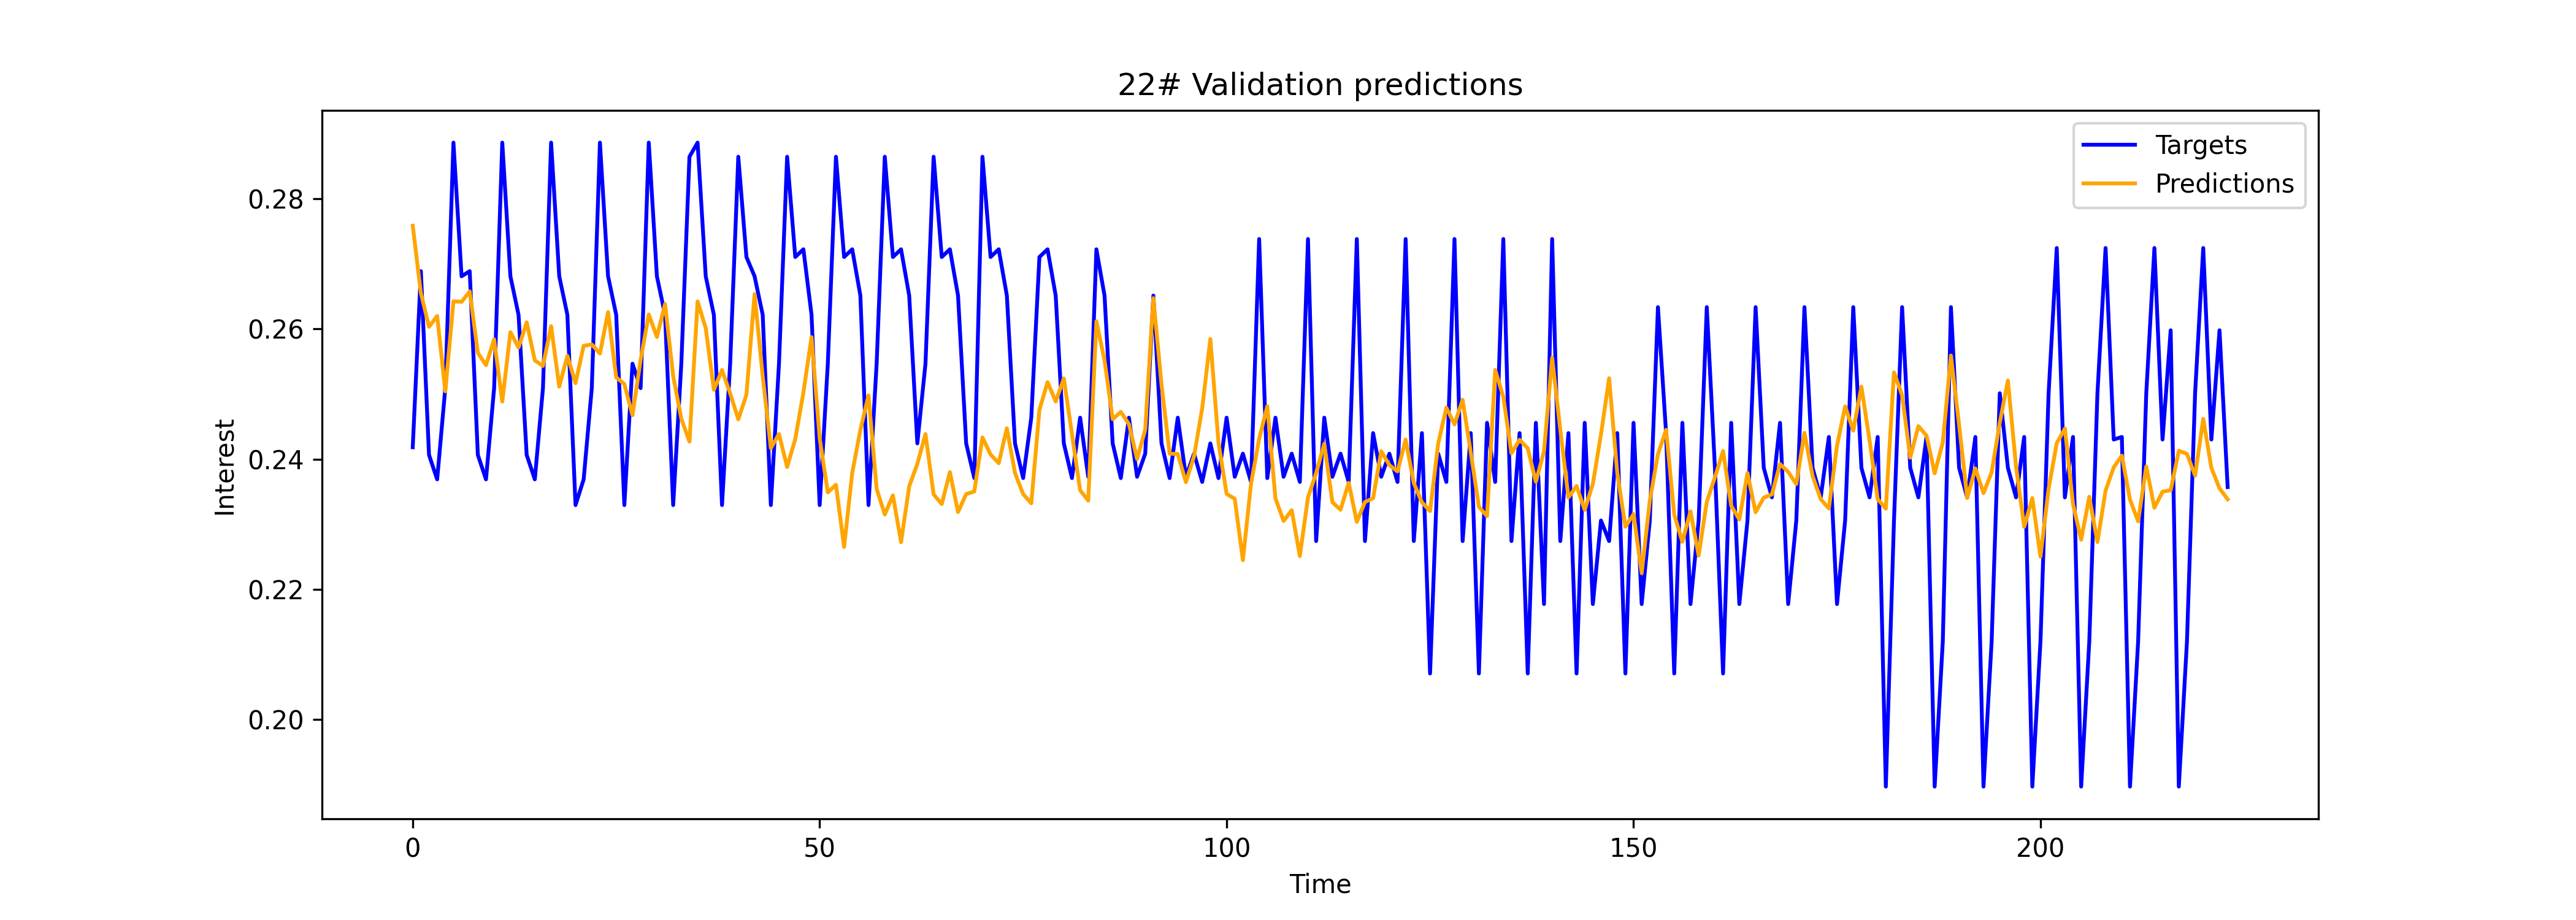 22# Validation predictions
Targets
Predictions
0.28
0.26
0.24
0.22
0.20
Interest
0
50
100
150
200
Time